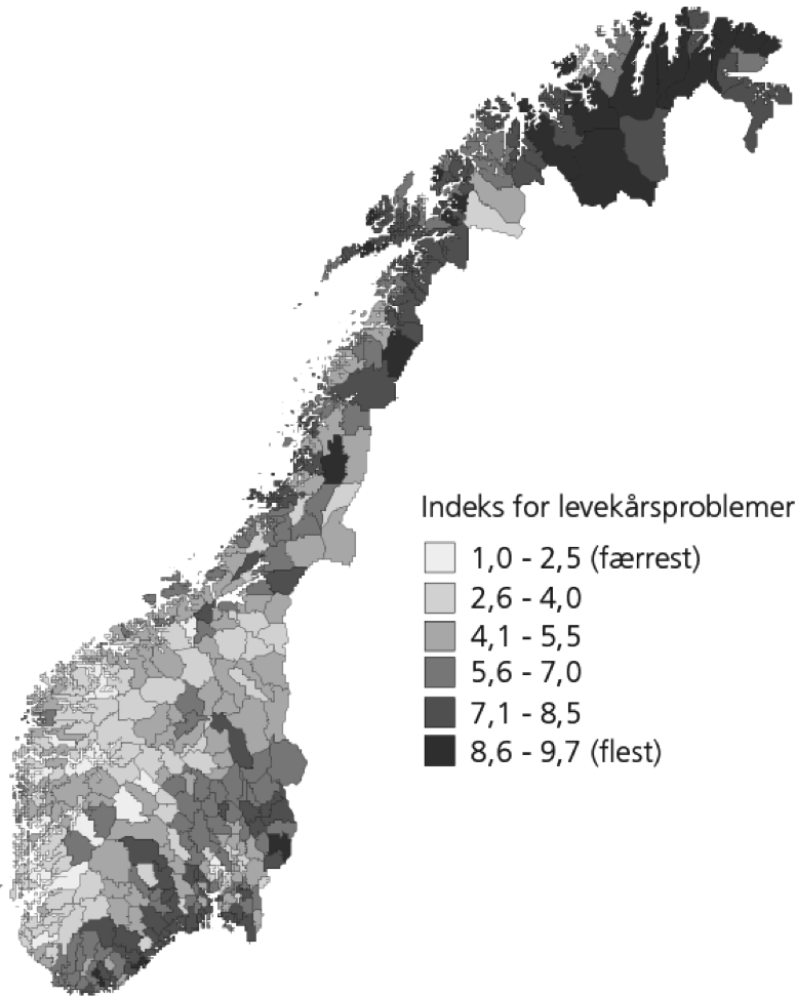 Indeks for levekårsproblemer
1,0 - 2,5 (færrest)
2,6 - 4,0
4,1 - 5,5
5,6 - 7,0
7,1 - 8,5
8,6 - 9,7 (flest)